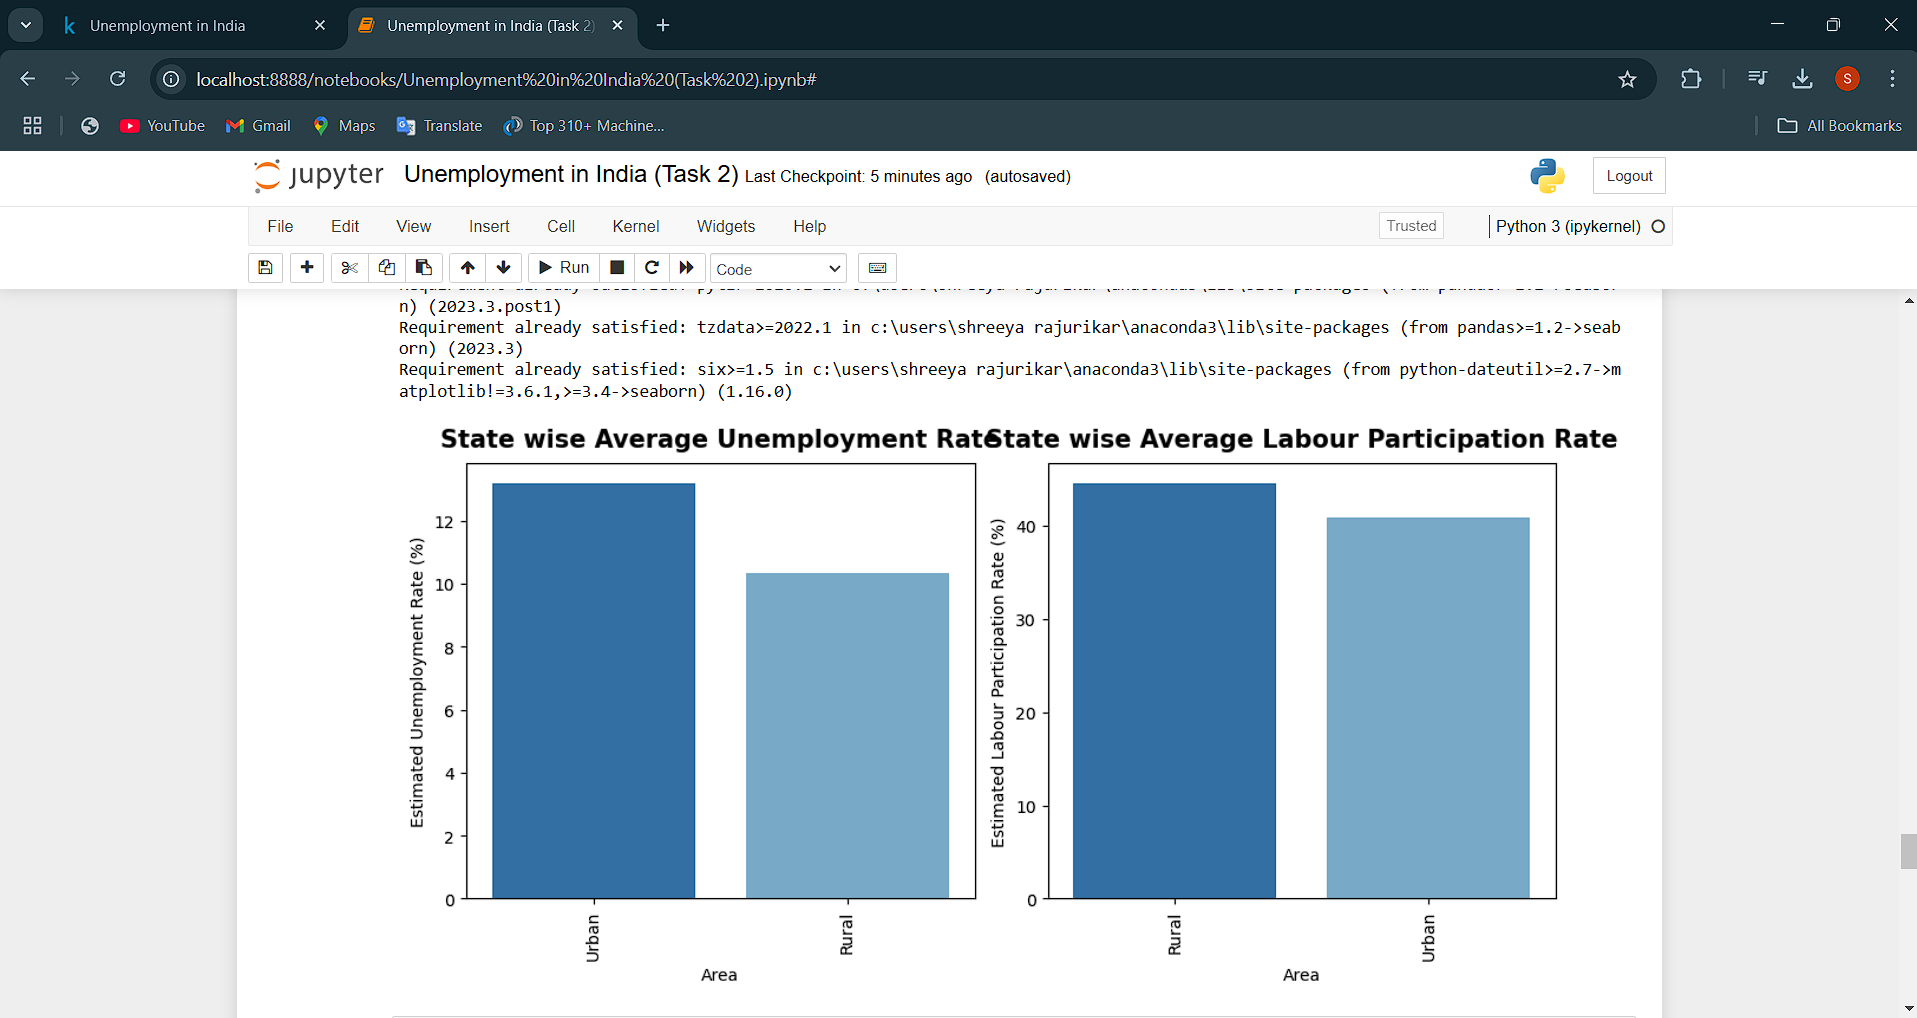 Unemployment in India
Unemployment in India (Task 2)
localhost:8888/notebooks/Unemployment%20in%20India%20(Task%202).ipynb#
S
YouTube
Gmail
Maps
Translate
Top 310+ Machine...
All Bookmarks
jupyter Unemployment in India (Task 2) Last Checkpoint: 5 minutes ago (autosaved)
Logout
File Edit View Insert Cell Kernel Widgets Help
Trusted
Python 3 (ipykernel)
Run
Code
n) (2023.3.post1)
Requirement already satisfied: tzdata>=2022.1 in c:\users\shreeya rajurikar\anaconda3\lib\site-packages (from pandas>=1.2->seab
orn) (2023.3)
Requirement already satisfied: six>=1.5 in c:\users\shreeya rajurikar\anaconda3\lib\site-packages (from python-dateutil>=2.7->m
atplotlib!=3.6.1,>=3.4->seaborn) (1.16.0)
State wise Average Unemployment Rate
Estimated Unemployment Rate (%)
12
10
8
6
4
2
0
Urban
Rural
Area
State wise Average Labour Participation Rate
Estimated Labour Participation Rate (%)
40
30
20
10
0
Rural
Urban
Area